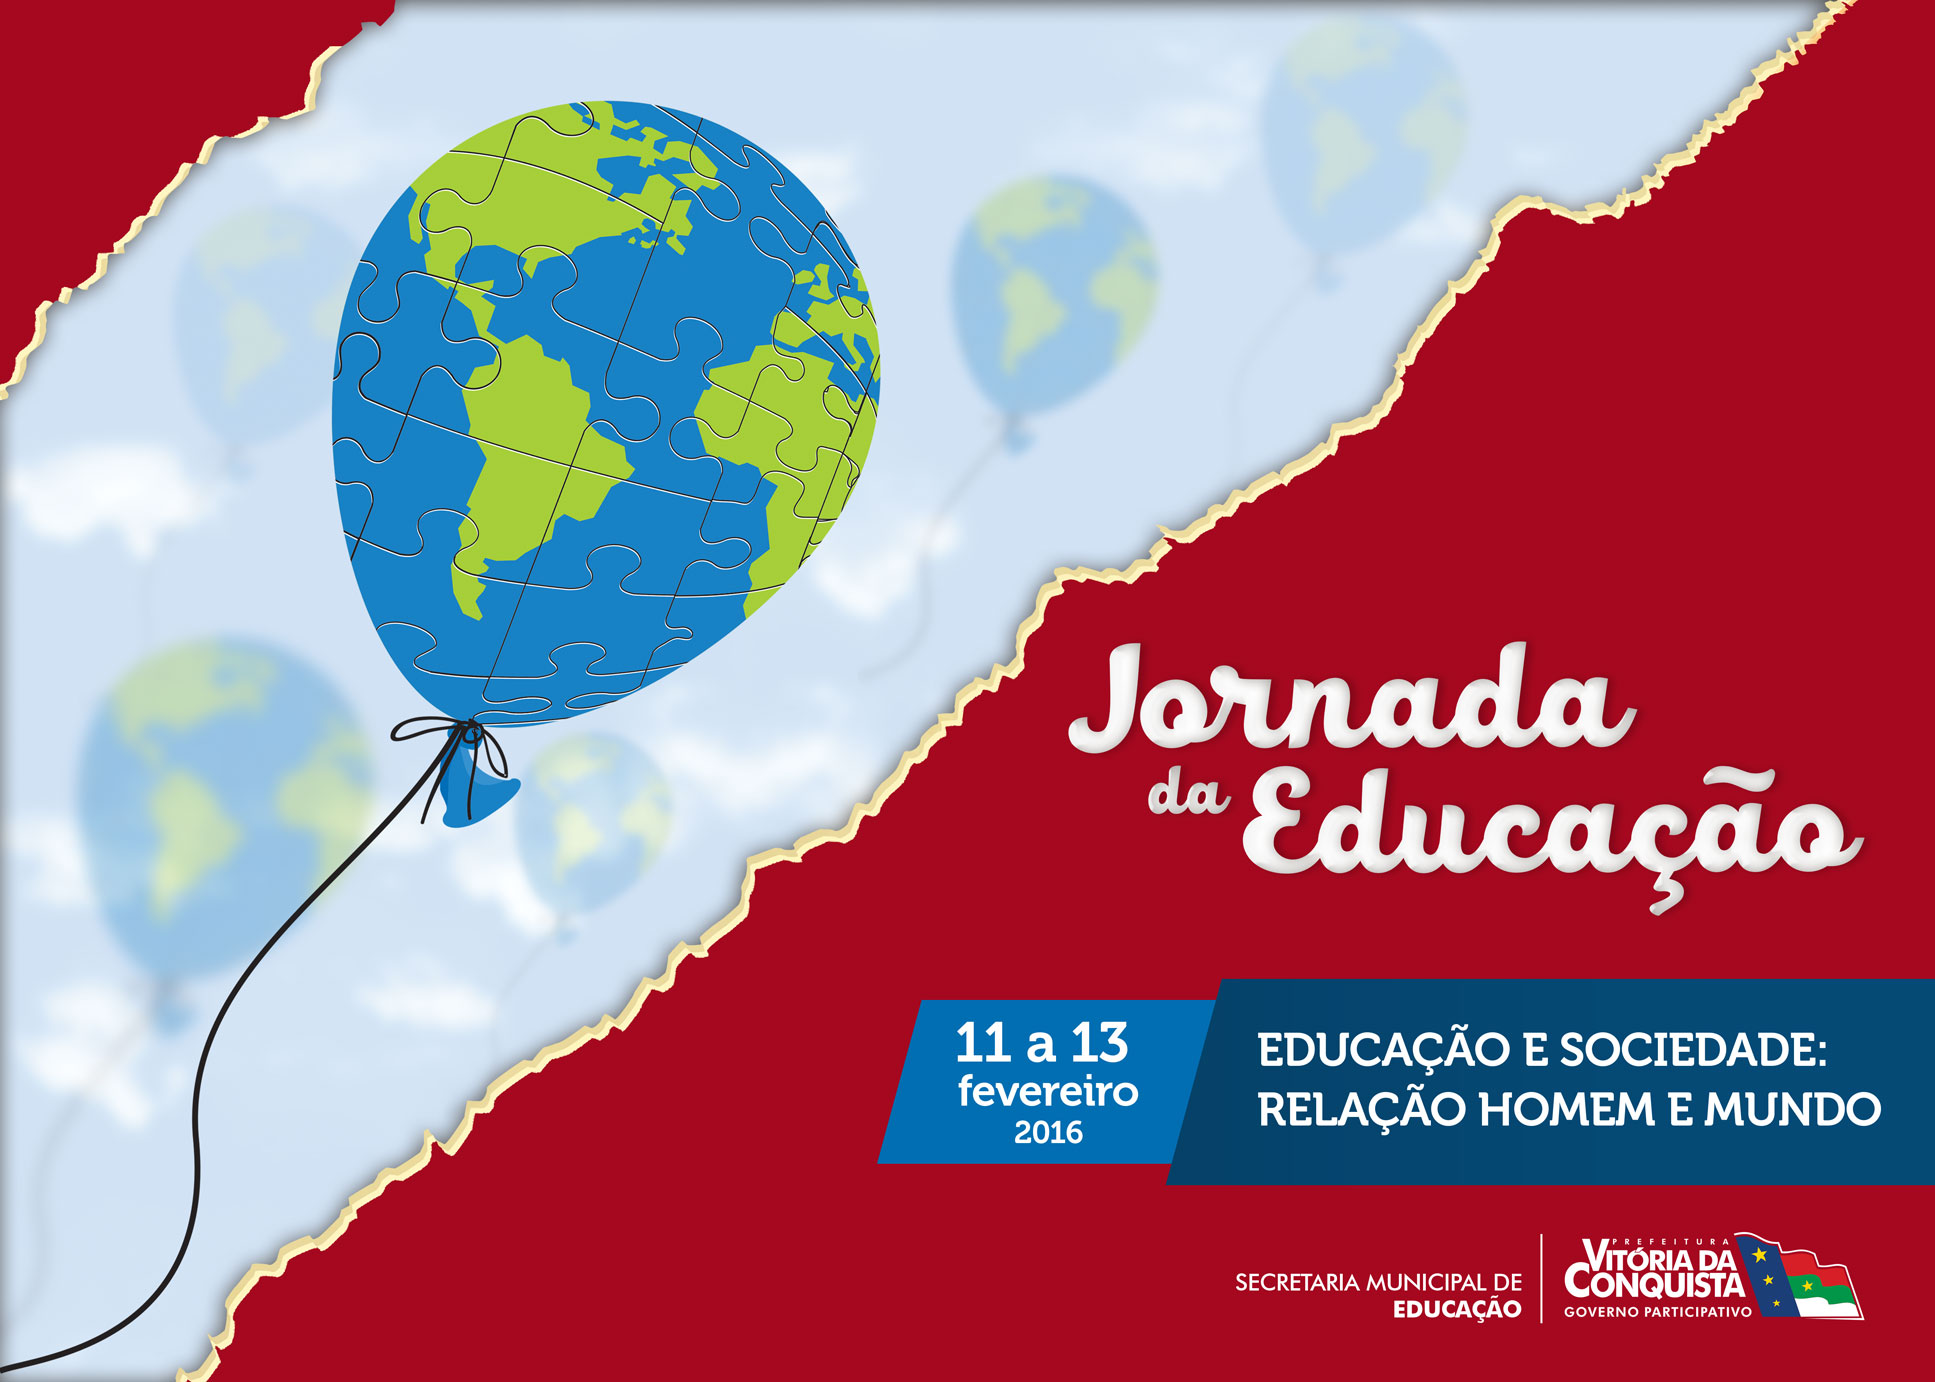 Jornada
da Educação
11 a 13
fevereiro
2016
EDUCAÇÃO E SOCIEDADE:
RELAÇÃO HOMEM E MUNDO
SECRETARIA MUNICIPAL DE
EDUCAÇÃO
PREFEITURA
VITÓRIA DA
CONQUISTA
GOVERNO PARTICIPATIVO